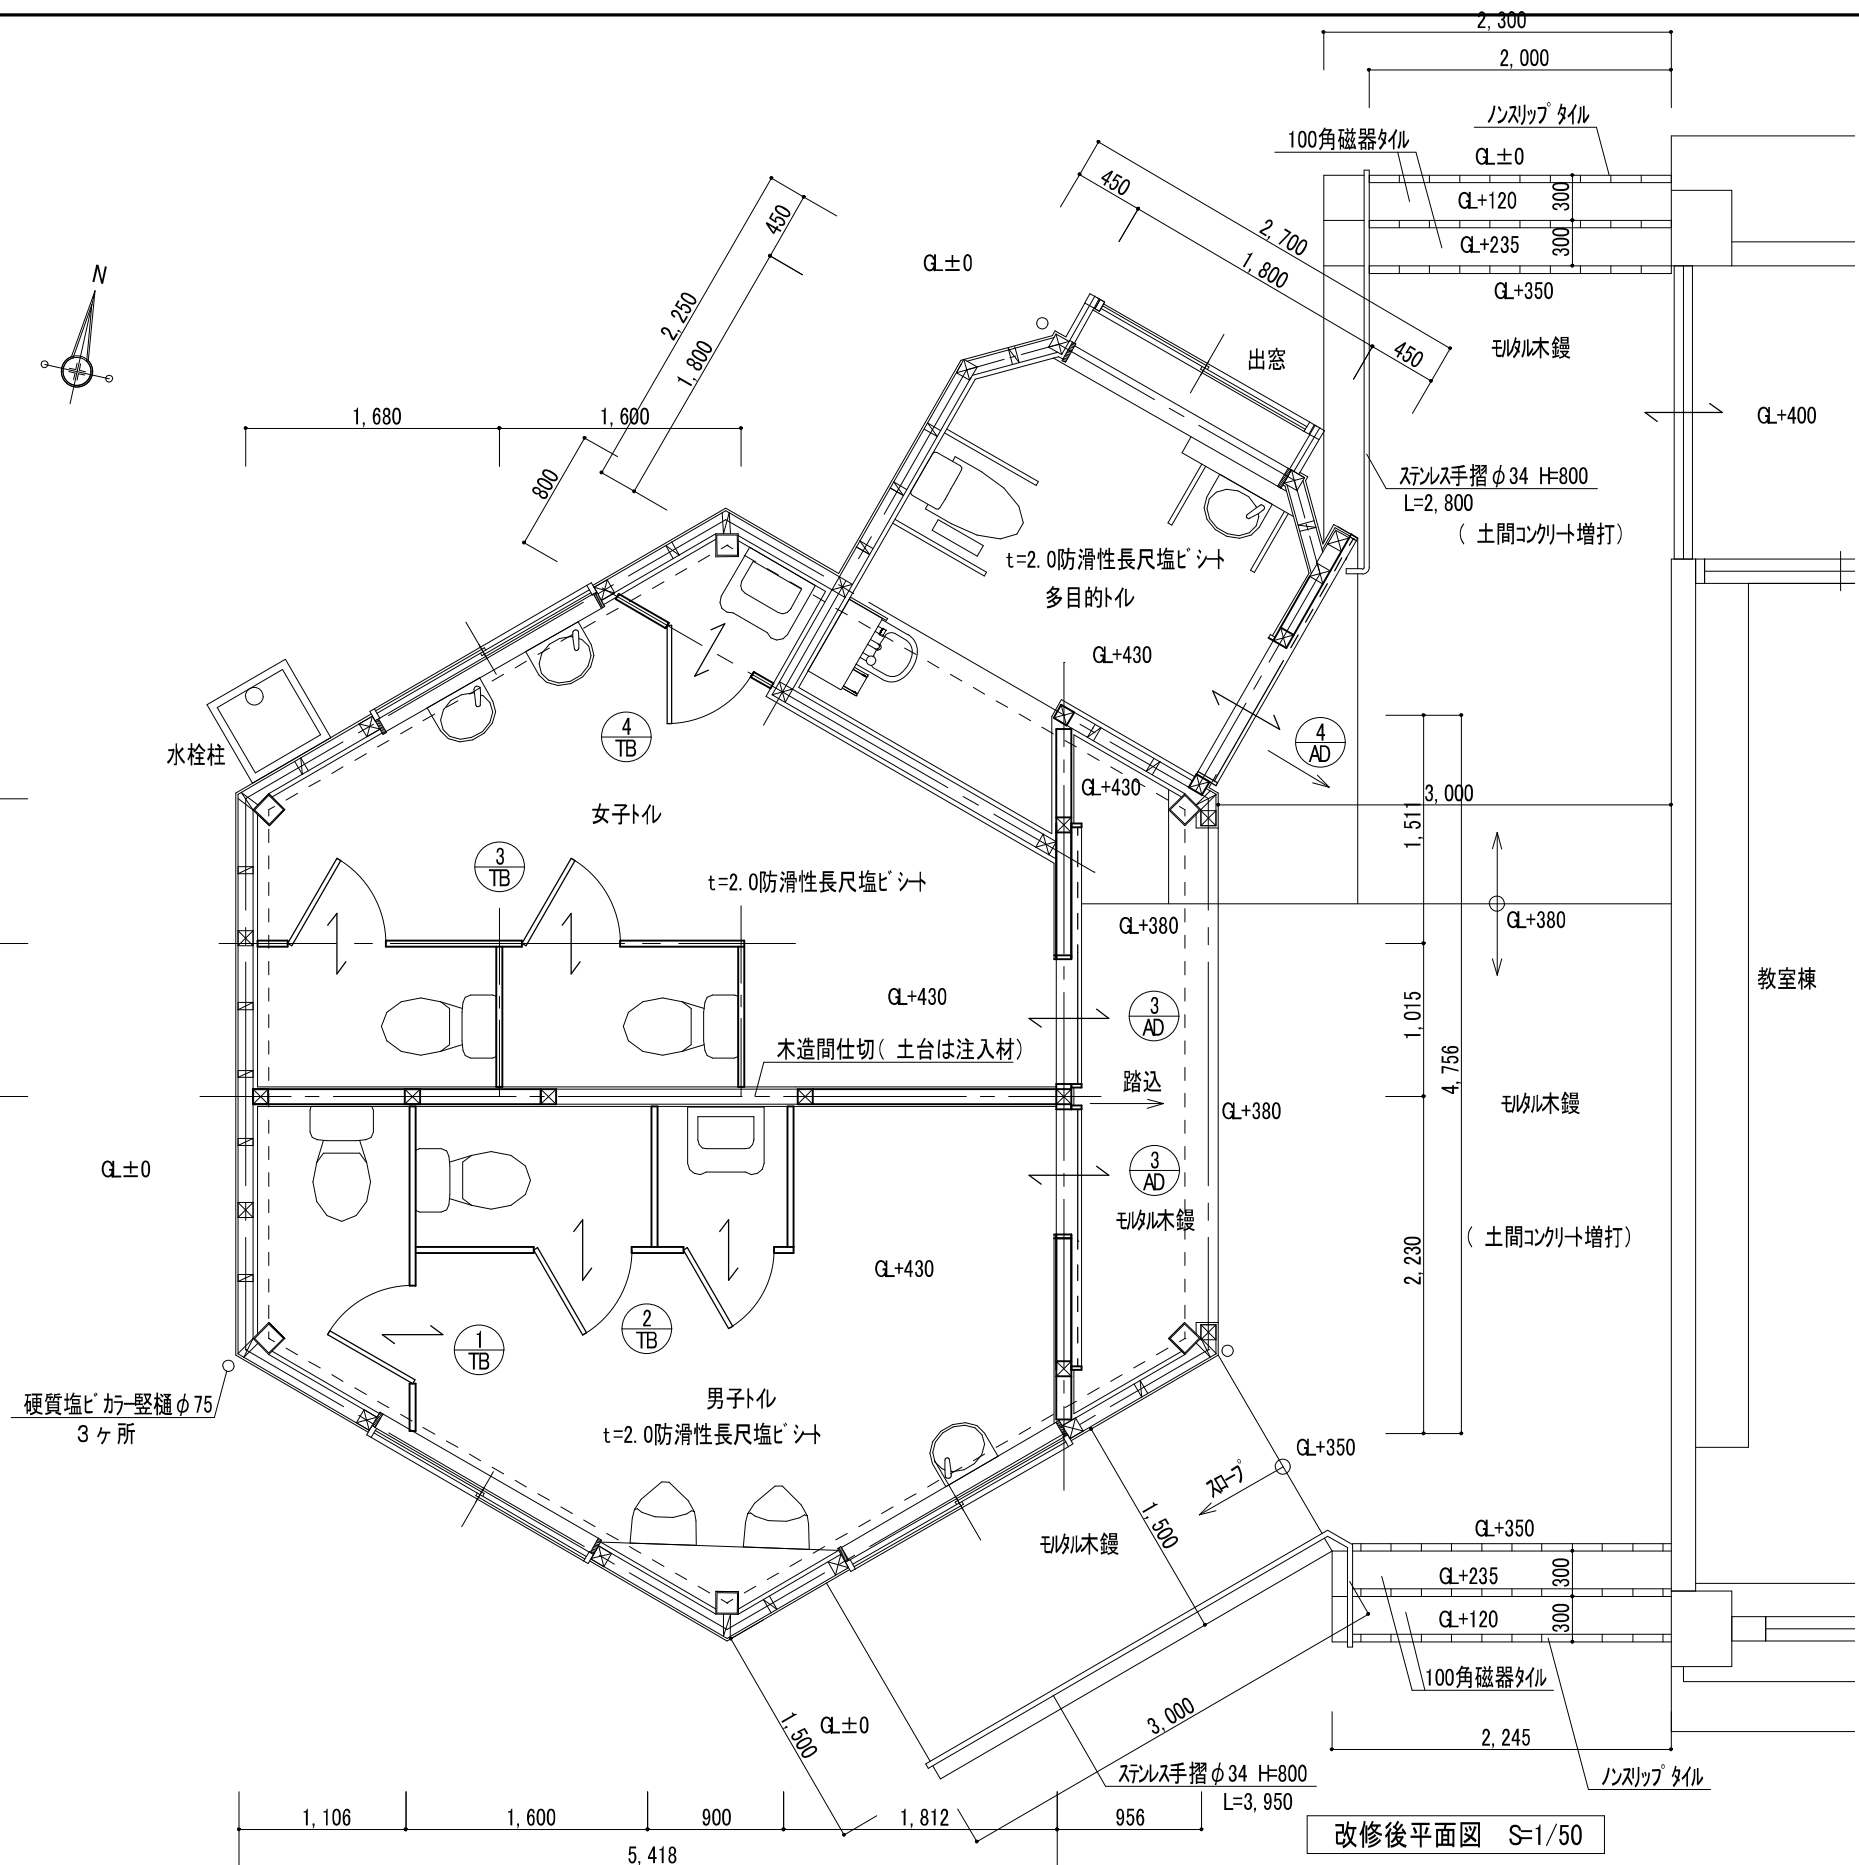 2,300
2,000
ノンスリップタイル
100角磁器タイル
GL±0
GL+120
300
GL+235
300
GL+350
モルタル木鏝
450
2,700
1,800
450
450
2,250
1,800
GL±0
N
出窓
GL+400
1,680
1,600
800
ステンレス手摺φ34 H=800
L=2,800
(土間コンクリート増打)
t=2.0防滑性長尺塩ビシート
多目的トイレ
GL+430
4
TB
4
AD
水栓柱
GL+430
3,000
女子トイレ
1,511
3
TB
t=2.0防滑性長尺塩ビシート
GL+380
GL+380
教室棟
GL+430
3
AD
1,015
木造間仕切(土台は注入材)
4,756
踏込
GL+380
モルタル木鏝
GL±0
3
AD
モルタル木鏝
2,230
(土間コンクリート増打)
GL+430
1
TB
2
TB
硬質塩ビカラー竪樋φ75
3ヶ所
男子トイレ
t=2.0防滑性長尺塩ビシート
GL+350
スロープ
1,500
モルタル木鏝
GL+350
GL+235
300
GL+120
300
100角磁器タイル
1,500
GL±0
3,000
2,245
ステンレス手摺φ34 H=800
L=3,950
ノンスリップタイル
1,106
1,600
900
1,812
956
5,418
改修後平面図 S=1/50